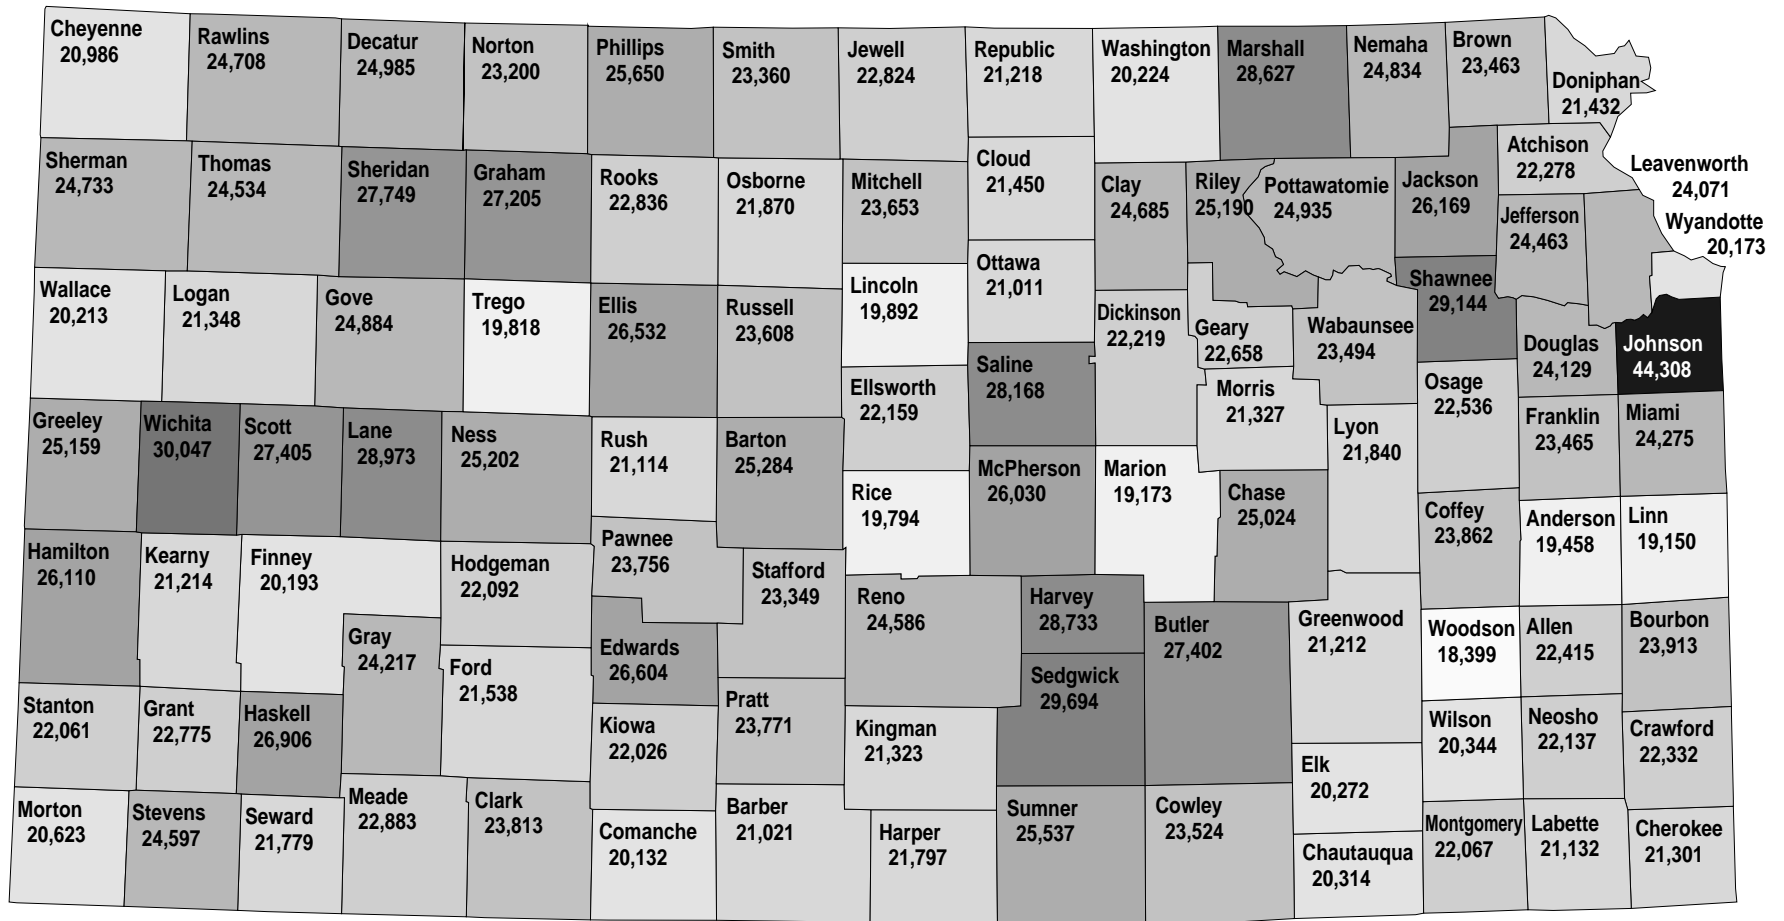 Cheyenne
20,986
Rawlins
24,708
Decatur
24,985
Norton
23,200
Phillips
25,650
Smith
23,360
Jewell
22,824
Republic
21,218
Washington
20,224
Marshall
28,627
Nemaha
24,834
Brown
23,463
Doniphan
21,432
Sherman
24,733
Thomas
24,534
Sheridan
27,749
Graham
27,205
Rooks
22,836
Osborne
21,870
Mitchell
23,653
Cloud
21,450
Clay
24,685
Riley
25,190
Pottawatomie
24,935
Jackson
26,169
Atchison
22,278
Jefferson
24,463
Leavenworth
24,071
Wyandotte
20,173
Wallace
20,213
Logan
21,348
Gove
24,884
Trego
19,818
Ellis
26,532
Russell
23,608
Lincoln
19,892
Ottawa
21,011
Dickinson
22,219
Geary
22,658
Wabaunsee
23,494
Shawnee
29,144
Douglas
24,129
Johnson
44,308
Saline
28,168
Ellsworth
22,159
Morris
21,327
Osage
22,536
Franklin
23,465
Miami
24,275
Greeley
25,159
Wichita
30,047
Scott
27,405
Lane
28,973
Ness
25,202
Rush
21,114
Barton
25,284
Rice
19,794
McPherson
26,030
Marion
19,173
Chase
25,024
Lyon
21,840
Coffey
23,862
Anderson
19,458
Linn
19,150
Hamilton
26,110
Kearny
21,214
Finney
20,193
Hodgeman
22,092
Pawnee
23,756
Stafford
23,349
Reno
24,586
Harvey
28,733
Butler
27,402
Greenwood
21,212
Woodson
18,399
Allen
22,415
Bourbon
23,913
Gray
24,217
Ford
21,538
Edwards
26,604
Sedgwick
29,694
Stanton
22,061
Grant
22,775
Haskell
26,906
Kiowa
22,026
Pratt
23,771
Kingman
21,323
Wilson
20,344
Neosho
22,137
Crawford
22,332
Elk
20,272
Morton
20,623
Stevens
24,597
Seward
21,779
Meade
22,883
Clark
23,813
Comanche
20,132
Barber
21,021
Harper
21,797
Sumner
25,537
Cowley
23,524
Chautauqua
20,314
Montgomery
22,067
Labette
21,132
Cherokee
21,301